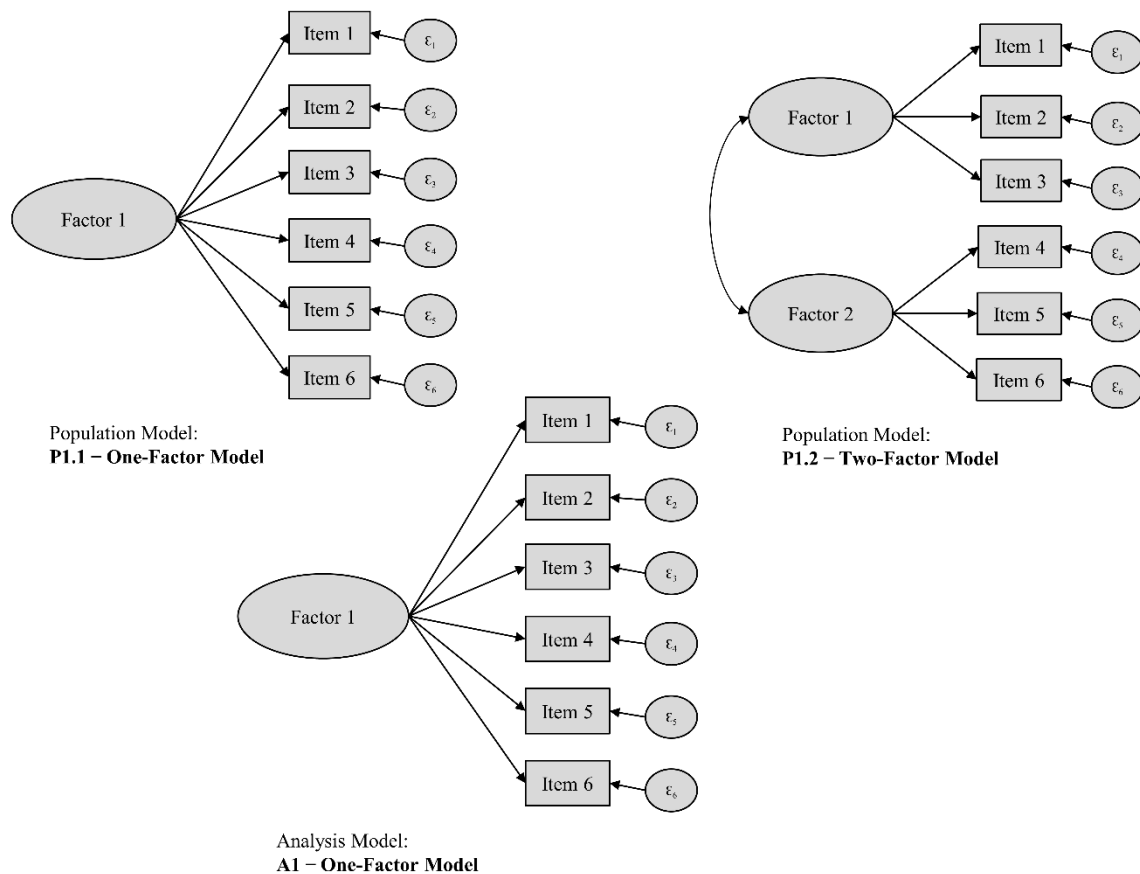 Factor 1
Item 1
ε₁
Item 2
ε₂
Item 3
ε₃
Item 4
ε₄
Item 5
ε₅
Item 6
ε₆
Population Model:
P1.1 − One-Factor Model
Factor 1
Factor 2
Item 1
ε₁
Item 2
ε₂
Item 3
ε₃
Item 4
ε₄
Item 5
ε₅
Item 6
ε₆
Population Model:
P1.2 − Two-Factor Model
Factor 1
Item 1
ε₁
Item 2
ε₂
Item 3
ε₃
Item 4
ε₄
Item 5
ε₅
Item 6
ε₆
Analysis Model:
A1 − One-Factor Model